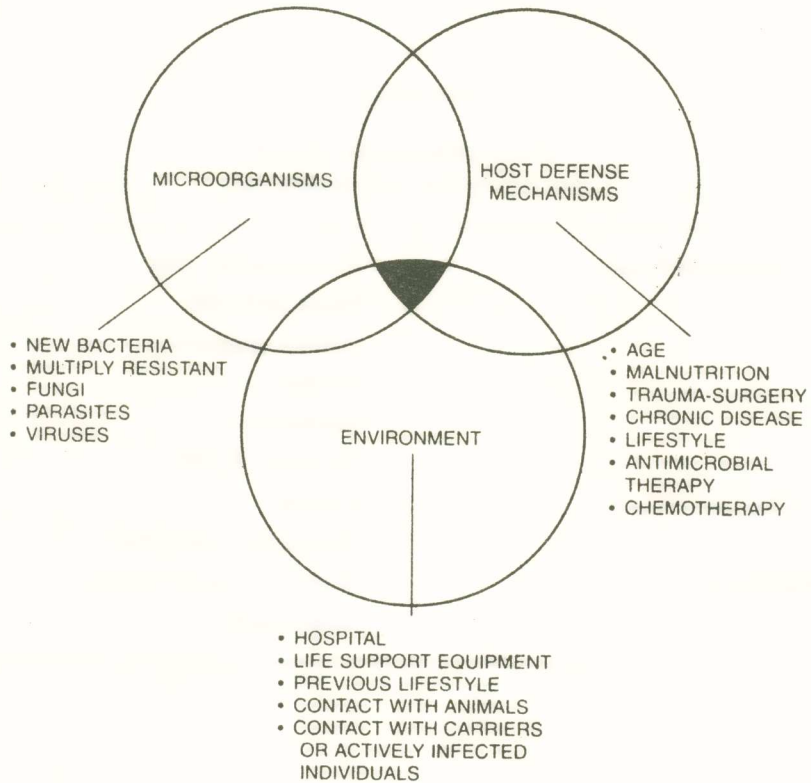 MICROORGANISMS
HOST DEFENSE
MECHANISMS
• NEW BACTERIA
• MULTIPLY RESISTANT
• FUNGI
• PARASITES
• VIRUSES
• AGE
• MALNUTRITION
• TRAUMA-SURGERY
• CHRONIC DISEASE
• LIFESTYLE
• ANTIMICROBIAL
THERAPY
• CHEMOTHERAPY
ENVIRONMENT
• HOSPITAL
• LIFE SUPPORT EQUIPMENT
• PREVIOUS LIFESTYLE
• CONTACT WITH ANIMALS
• CONTACT WITH CARRIERS
OR ACTIVELY INFECTED
INDIVIDUALS